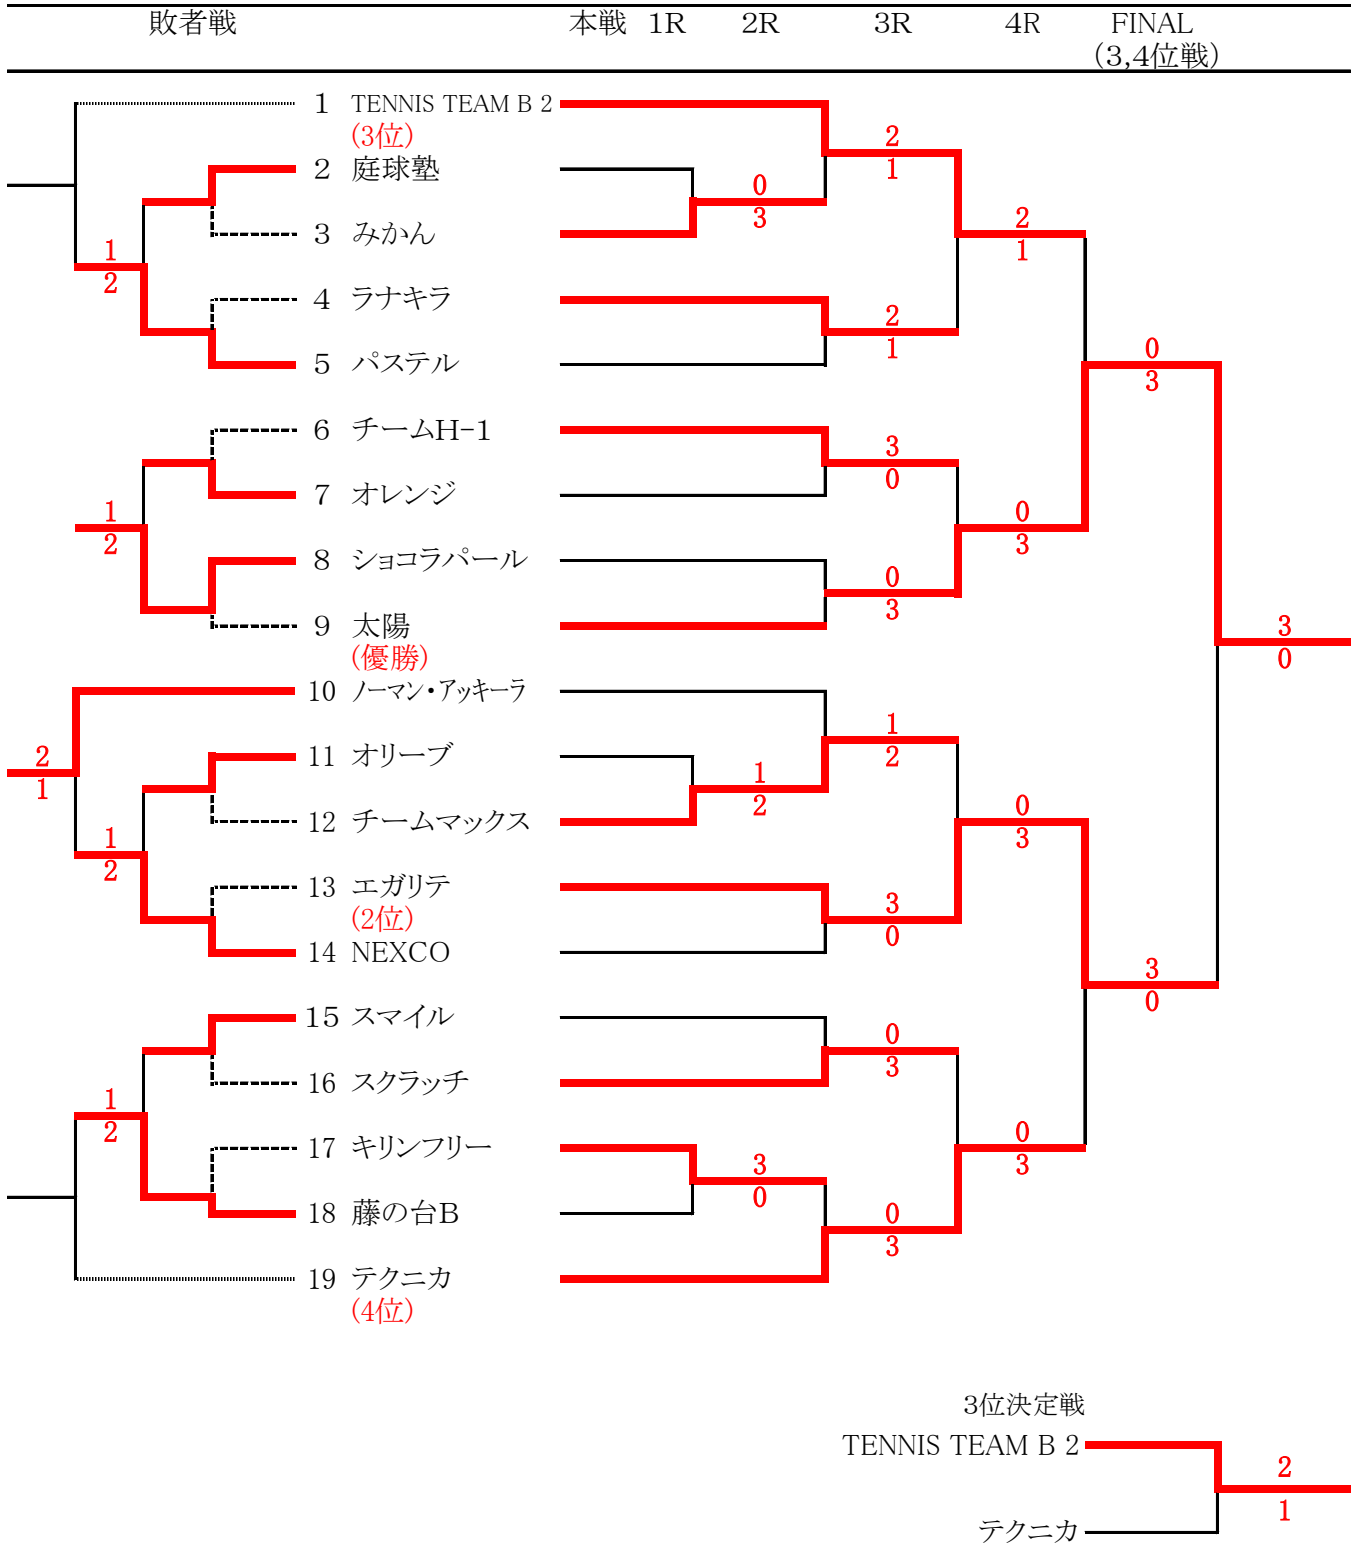 敗者戦 本戦 1R 2R 3R 4R FINAL
(3,4位戦)
1 TENNIS TEAM B 2
(3位)
2
1
2 庭球塾
0
3
3 みかん
2
1
1
2
4 ラナキラ
2
1
5 パステル
0
3
6 チームH-1
3
0
7 オレンジ
1
2
0
3
8 ショコラパール
0
3
9 太陽
(優勝)
3
0
10 ノーマン・アッキーラ
1
2
11 オリーブ
2
1
1
2
12 チームマックス
0
3
1
2
13 エガリテ
(2位)
3
0
14 NEXCO
3
0
15 スマイル
0
3
16 スクラッチ
1
2
17 キリンフリー
0
3
3
0
18 藤の台B
0
3
19 テクニカ
(4位)
3位決定戦
TENNIS TEAM B 2
2
1
テクニカ